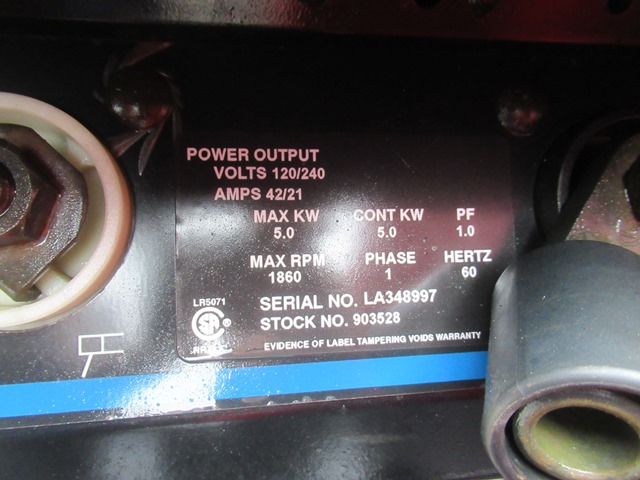 POWER OUTPUT
VOLTS 120/240
AMPS 42/21
MAX KW CONT KW PF
5.0 5.0 1.0
MAX RPM PHASE HERTZ
1860 1 60
LR5071
SERIAL NO. LA348997
STOCK NO. 903528
EVIDENCE OF LABEL TAMPERING VOIDS WARRANTY